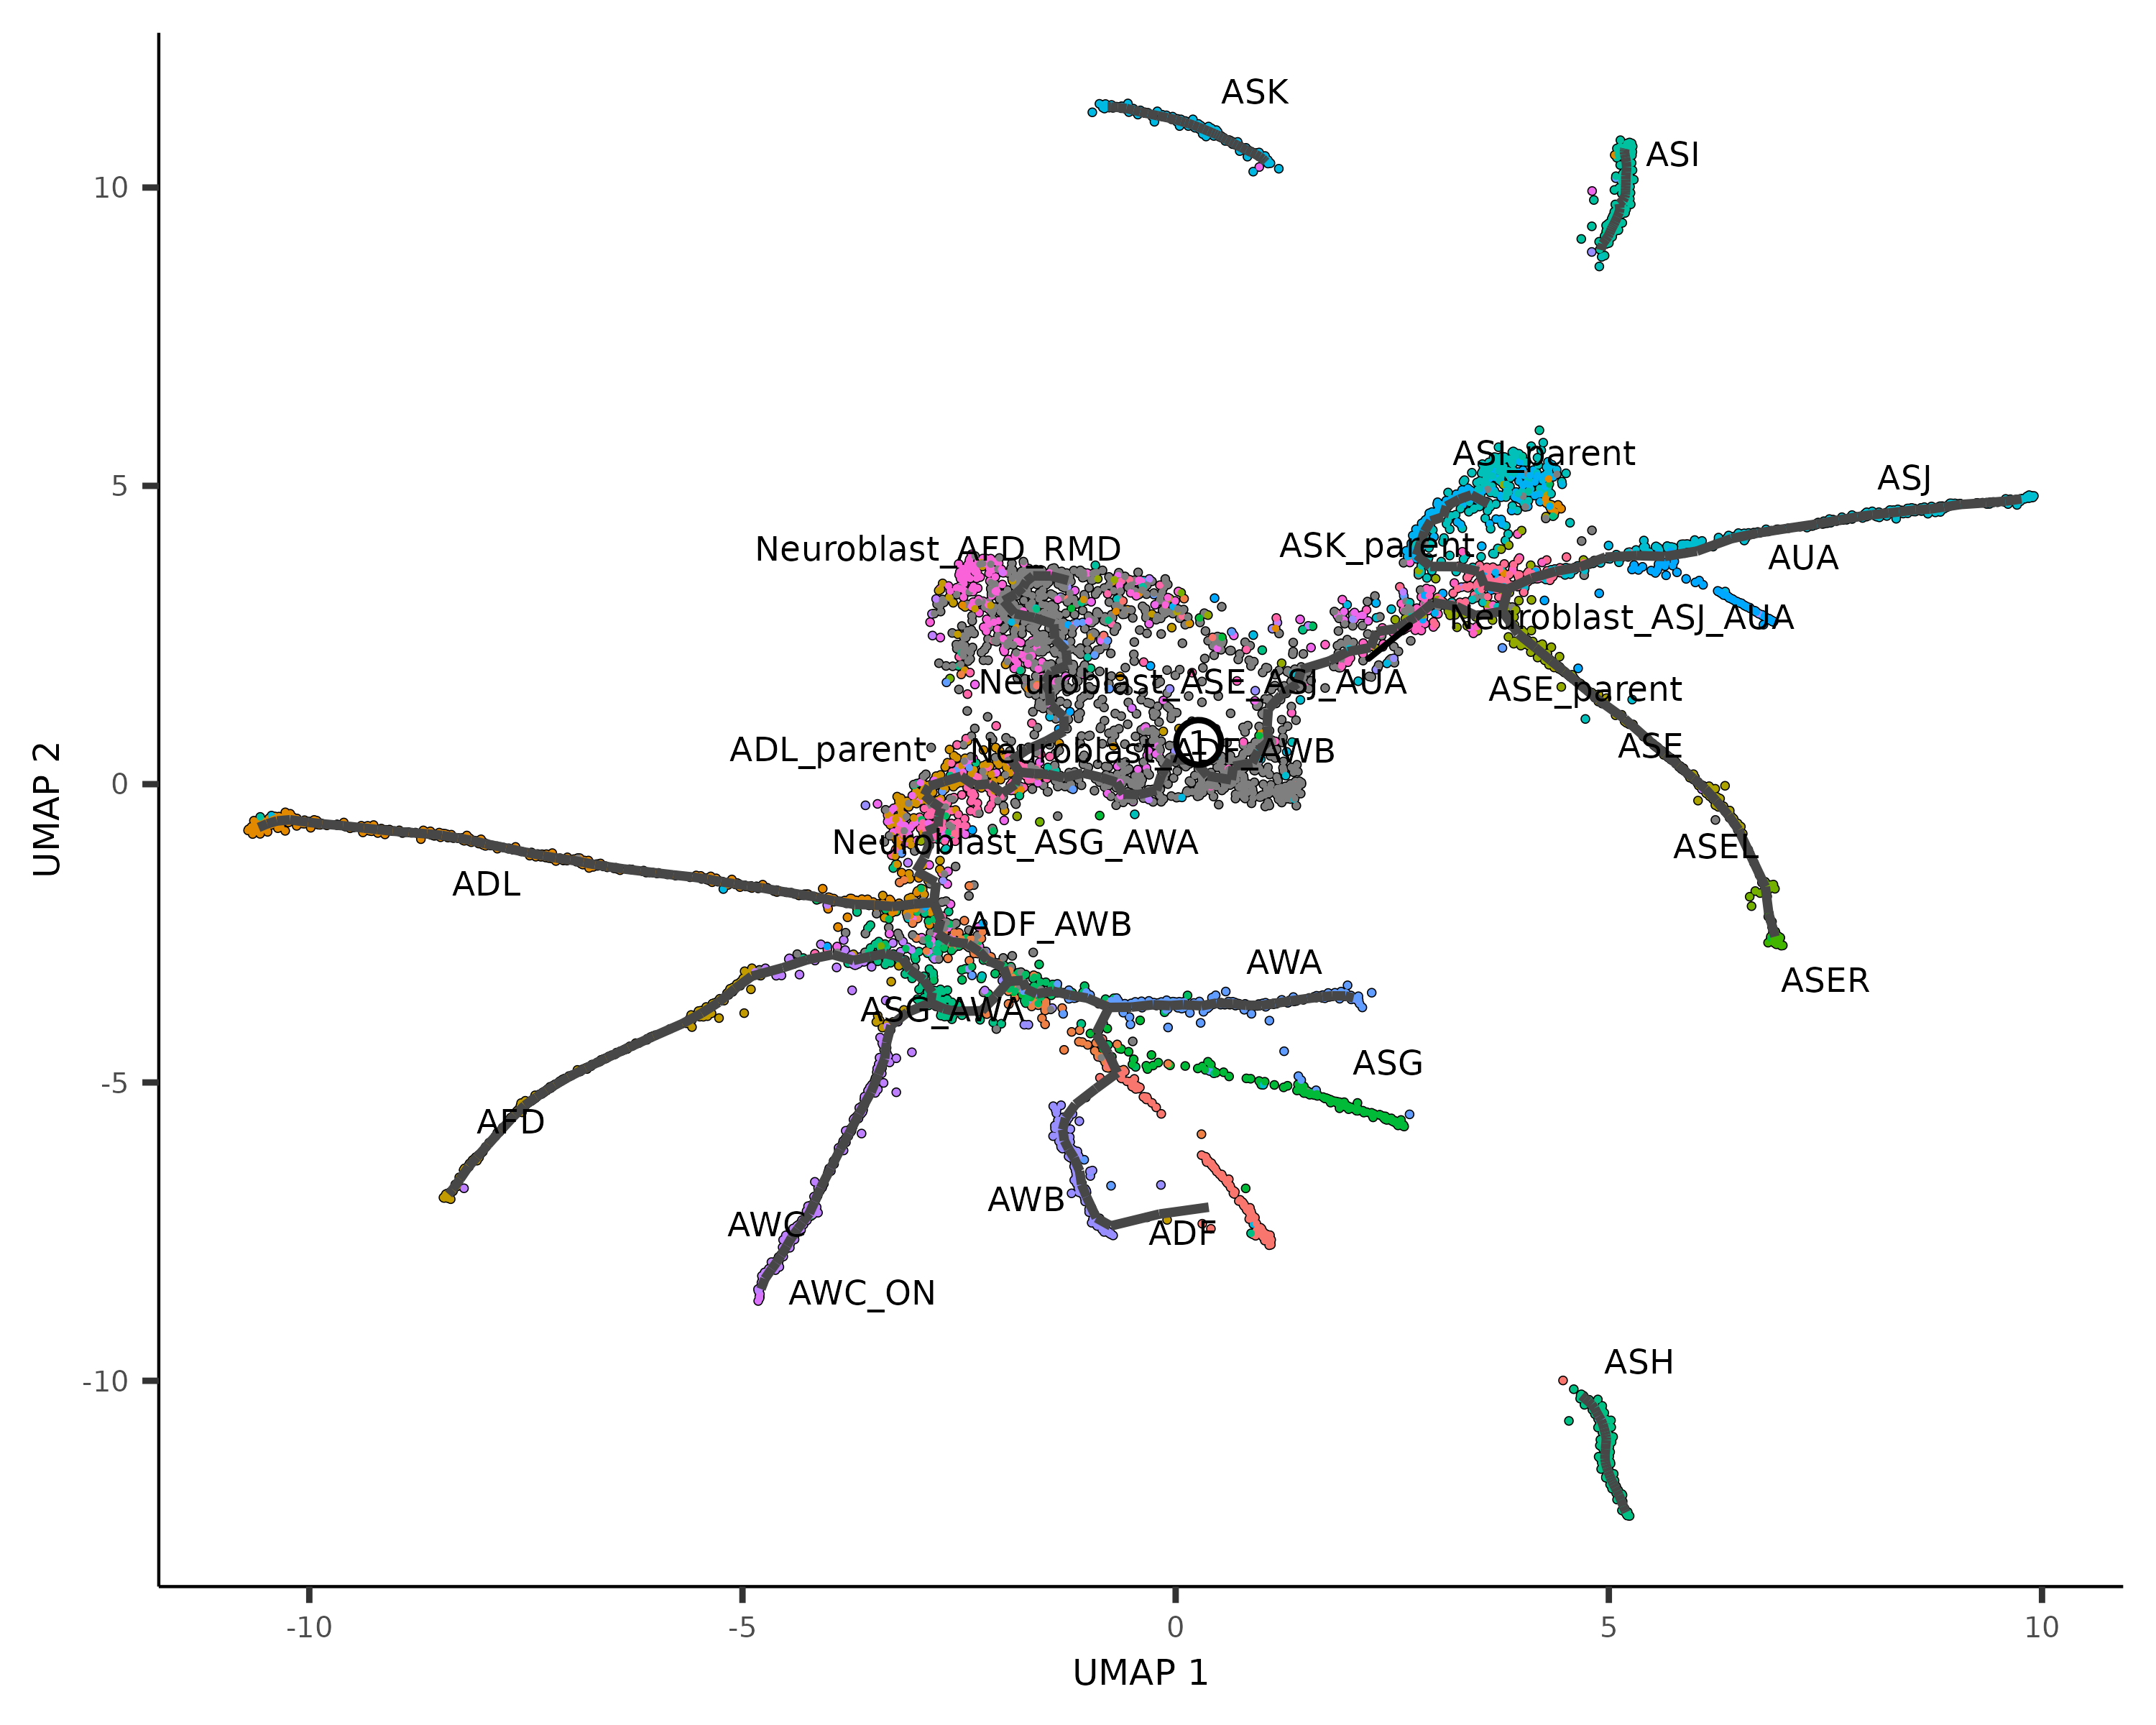 ASK
ASI
10
ASI_parent
ASJ
5
Neuroblast_AFD_RMD
ASK_parent
AUA
Neuroblast_ASJ_AUA
Neuroblast_ASE_ASJ_AUA
ASE_parent
1
ADL_parent
Neuroblast_ADF_AWB
ASE
0
UMAP 2
Neuroblast_ASG_AWA
ASEL
ADL
ADF_AWB
AWA
ASER
ASG_AWA
ASG
-5
AFD
AWB
AWC
ADF
AWC_ON
ASH
-10
-10
-5
0
5
10
UMAP 1